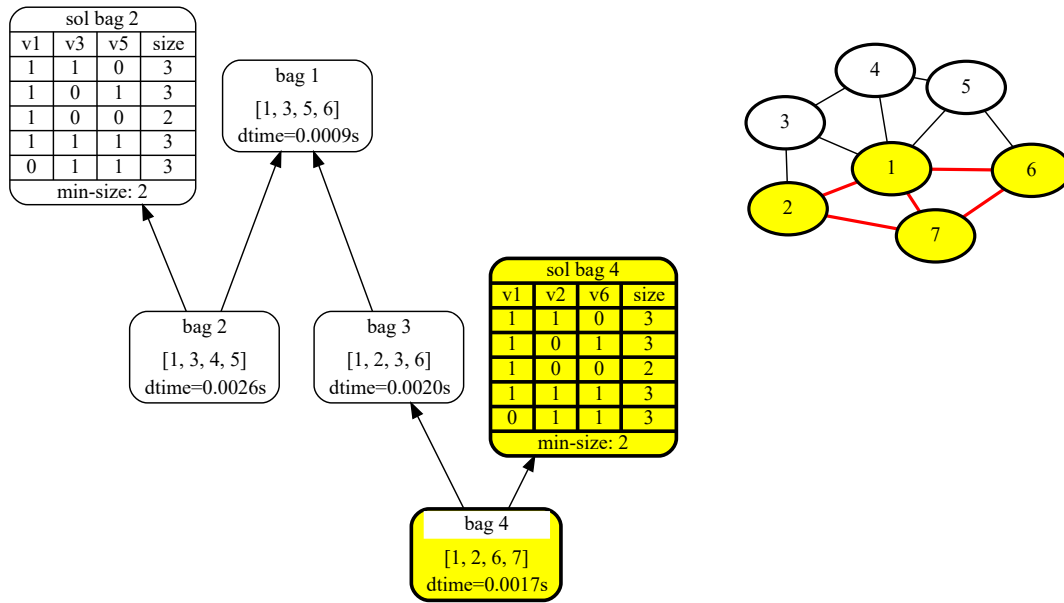 sol bag 2
v1 v3 v5 size
1 1 0 3
1 0 1 3
1 0 0 2
1 1 1 3
0 1 1 3
min-size: 2
bag 1
[1, 3, 5, 6]
dtime=0.0009s
bag 2
[1, 3, 4, 5]
dtime=0.0026s
bag 3
[1, 2, 3, 6]
dtime=0.0020s
sol bag 4
v1 v2 v6 size
1 1 0 3
1 0 1 3
1 0 0 2
1 1 1 3
0 1 1 3
min-size: 2
bag 4
[1, 2, 6, 7]
dtime=0.0017s
4
5
3
1
6
2
7